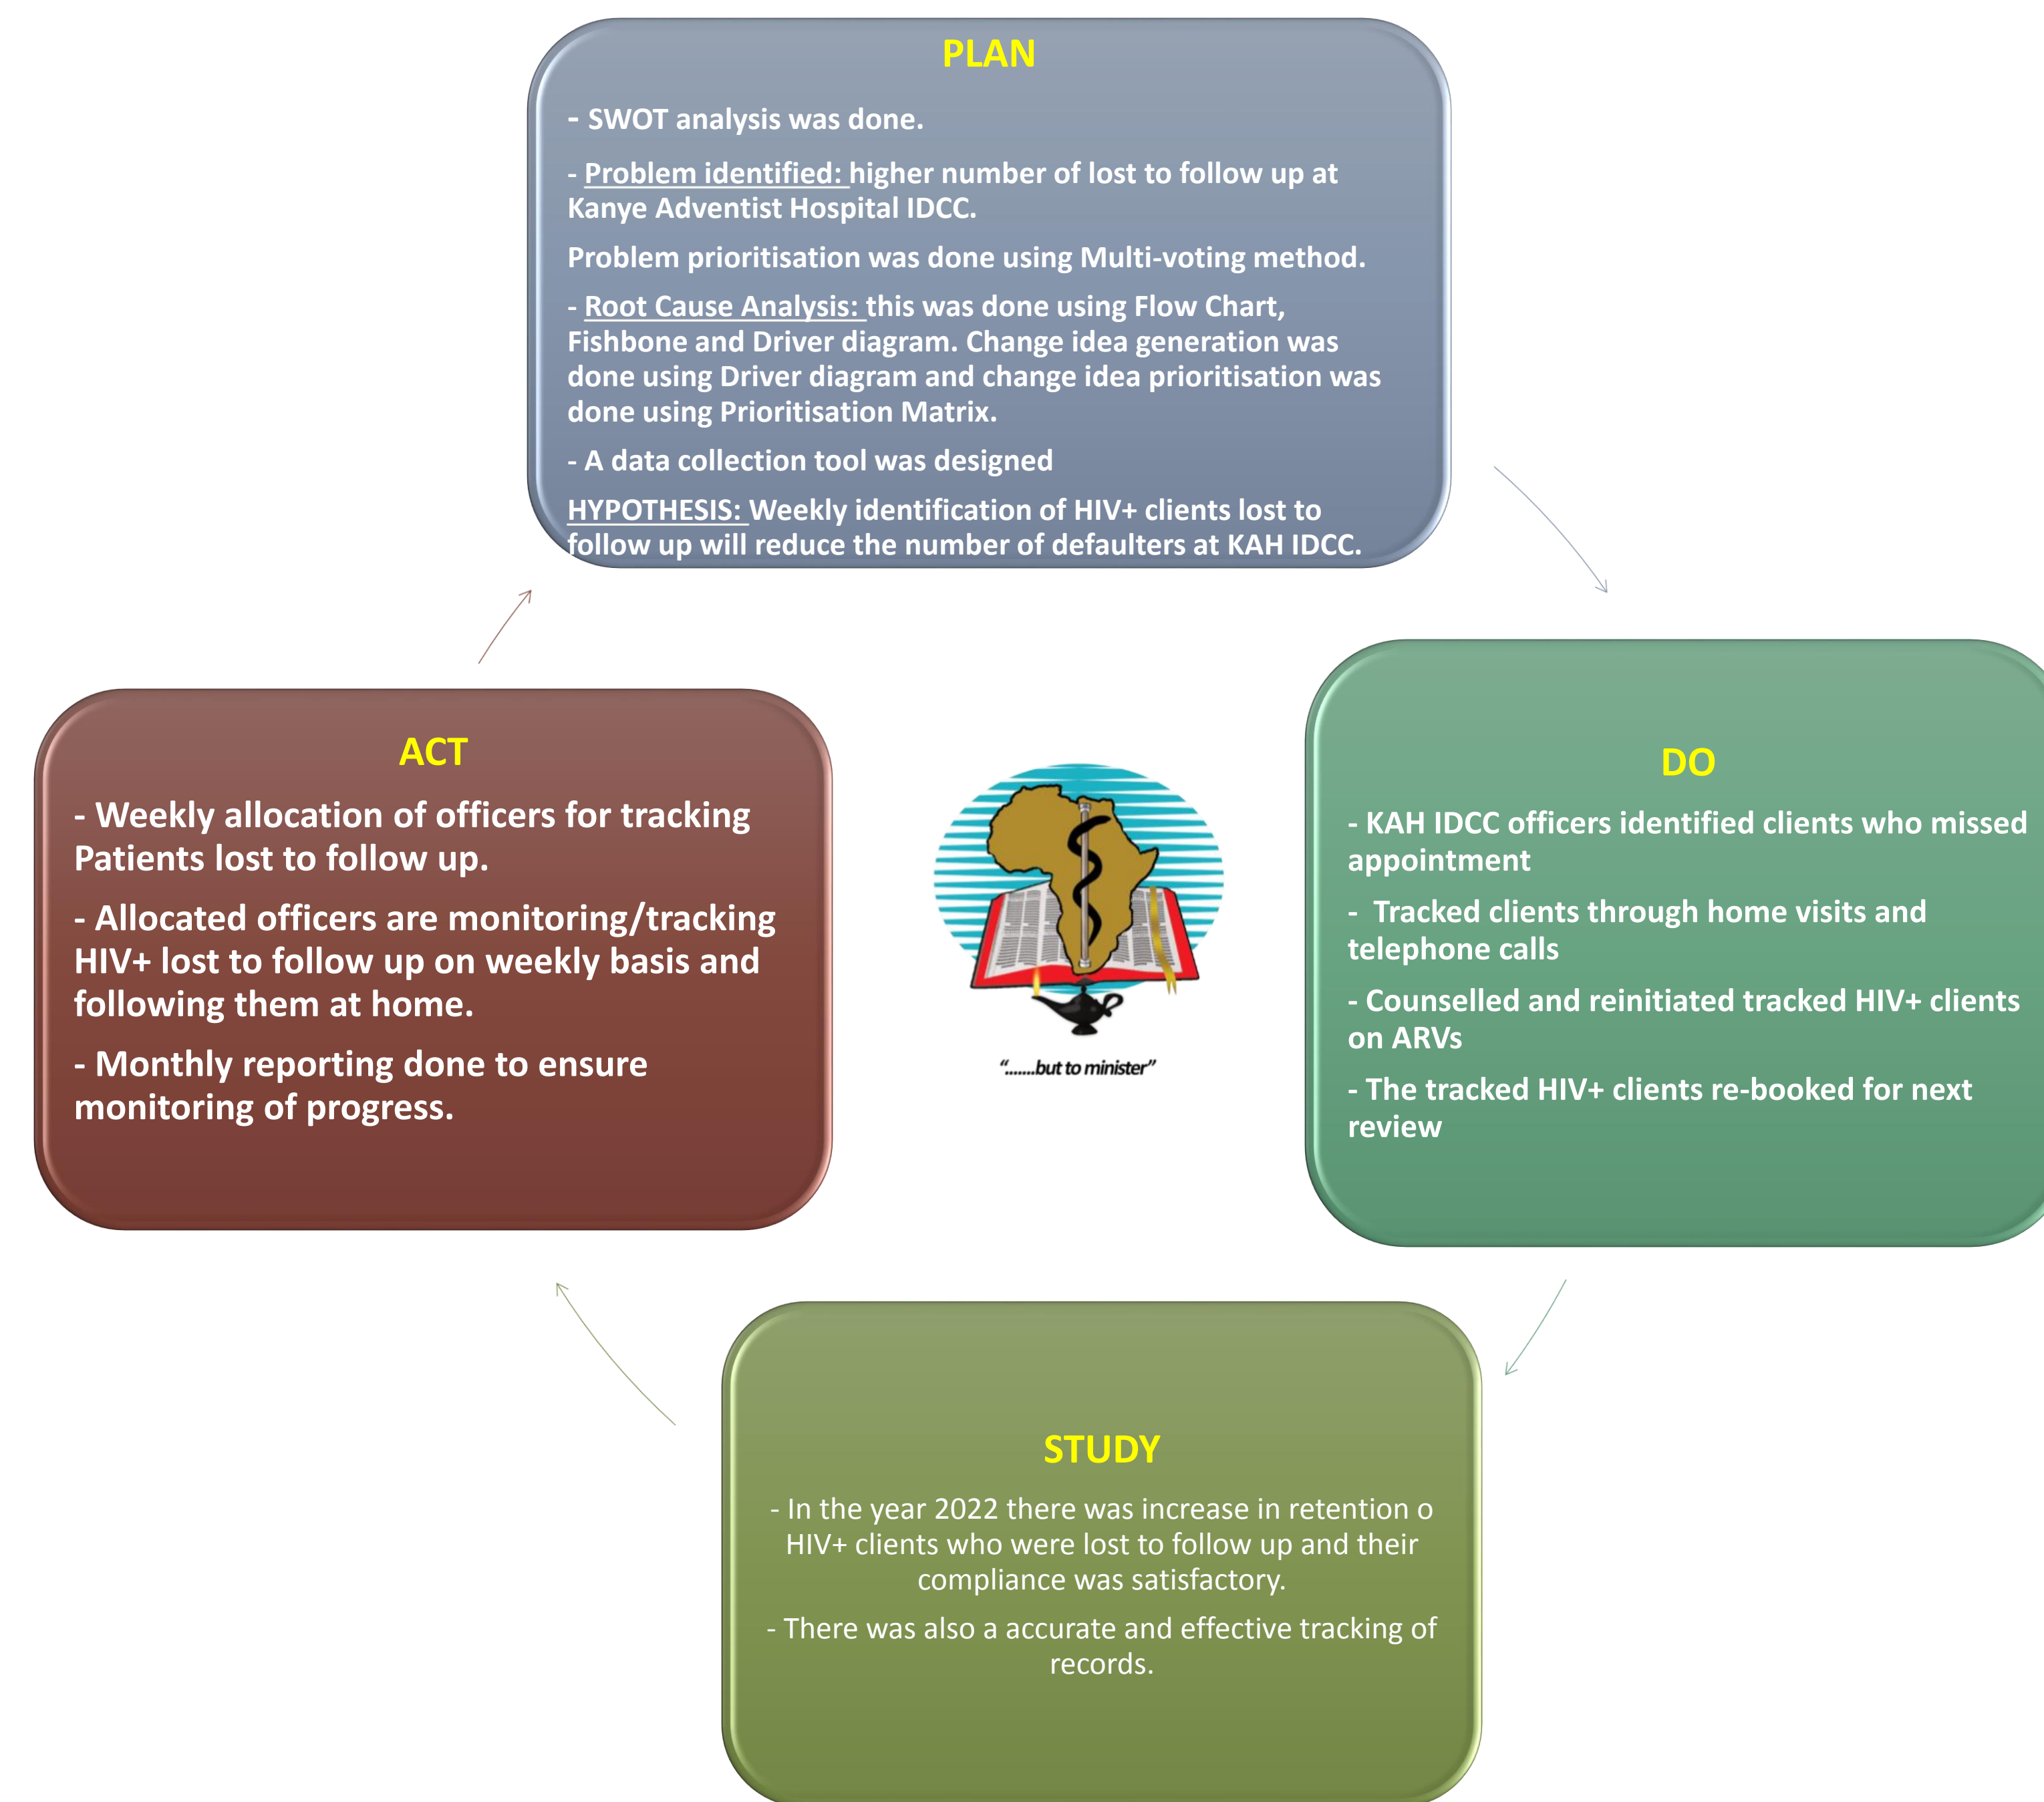 PLAN
- SWOT analysis was done.
- Problem identified: higher number of lost to follow up at
Kanye Adventist Hospital IDCC.
Problem prioritisation was done using Multi-voting method.
- Root Cause Analysis: this was done using Flow Chart,
Fishbone and Driver diagram. Change idea generation was
done using Driver diagram and change idea prioritisation was
done using Prioritisation Matrix.
- A data collection tool was designed
HYPOTHESIS: Weekly identification of HIV+ clients lost to
follow up will reduce the number of defaulters at KAH IDCC.
DO
- KAH IDCC officers identified clients who missed
appointment
- Tracked clients through home visits and
telephone calls
- Counselled and reinitiated tracked HIV+ clients
on ARVs
- The tracked HIV+ clients re-booked for next
review
STUDY
- In the year 2022 there was increase in retention o
HIV+ clients who were lost to follow up and their
compliance was satisfactory.
- There was also a accurate and effective tracking of
records.
ACT
- Weekly allocation of officers for tracking
Patients lost to follow up.
- Allocated officers are monitoring/tracking
HIV+ lost to follow up on weekly basis and
following them at home.
- Monthly reporting done to ensure
monitoring of progress.
“.......but to minister”